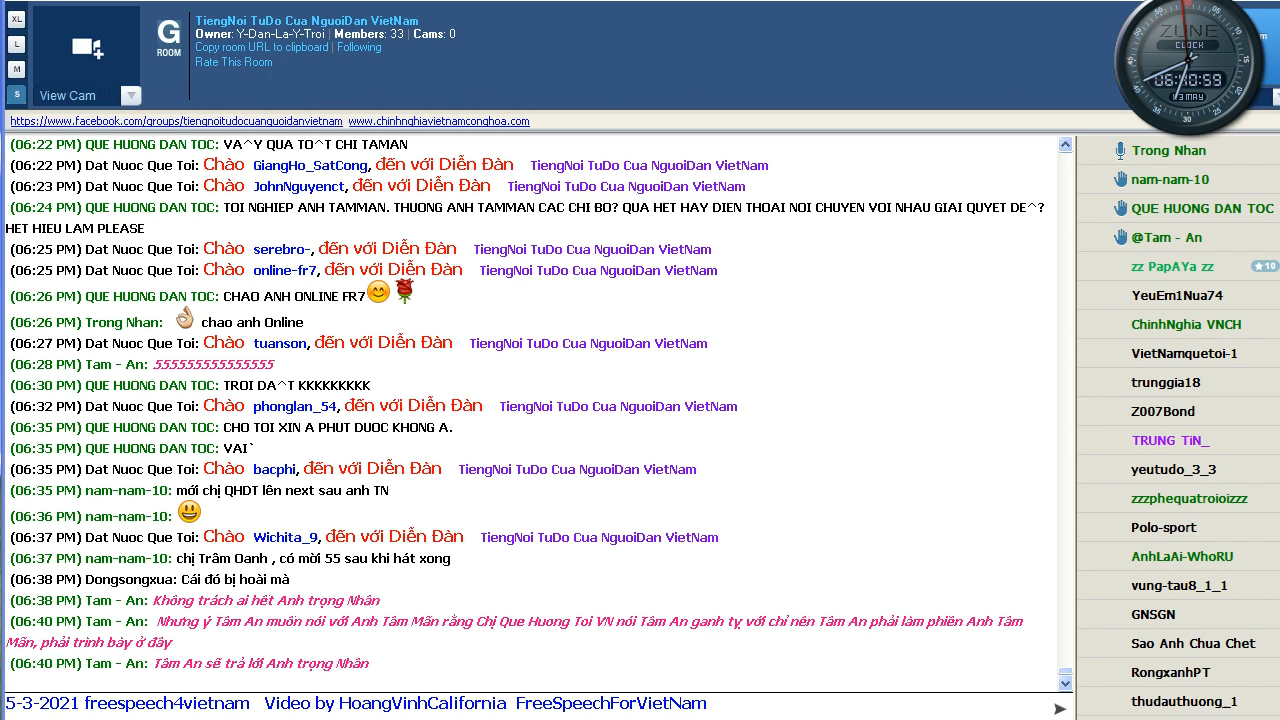 XL
L
M
S
View Cam
G
ROOM
TiengNoi TuDo Cua NguoiDan VietNam
Owner: Y-Dan-La-Y-Troi | Members: 33 | Cams: 0
Copy room URL to clipboard | Following
Rate This Room
ZUNE
CLOCK
https://www.facebook.com/groups/tiengnoitudocuanguoidanvietnam www.chinhnghiavietnamconghoa.com
(06:22 PM) QUE HUONG DAN TOC: VA^Y QUA TO^T CHI TAMAN
(06:22 PM) Dat Nuoc Que Toi: Chào GiangHo_SatCong, đến với Diễn Đàn TiengNoi TuDo Cua NguoiDan VietNam
(06:23 PM) Dat Nuoc Que Toi: Chào JohnNguyenct, đến với Diễn Đàn TiengNoi TuDo Cua NguoiDan VietNam
(06:24 PM) QUE HUONG DAN TOC: TOI NGHIEP ANH TAMMAN. THUONG ANH TAMMAN CAC CHI BO? QUA HET HAY DIEN THOAI NOI CHUYEN VOI NHAU GIAI QUYET DE^?
HET HIEU LAM PLEASE
(06:25 PM) Dat Nuoc Que Toi: Chào serebro-, đến với Diễn Đàn TiengNoi TuDo Cua NguoiDan VietNam
(06:25 PM) Dat Nuoc Que Toi: Chào online-fr7, đến với Diễn Đàn TiengNoi TuDo Cua NguoiDan VietNam
(06:26 PM) QUE HUONG DAN TOC: CHAO ANH ONLINE FR7
(06:26 PM) Trong Nhan: chao anh Online
(06:27 PM) Dat Nuoc Que Toi: Chào tuanson, đến với Diễn Đàn TiengNoi TuDo Cua NguoiDan VietNam
(06:28 PM) Tam - An: 555555555555555
(06:30 PM) QUE HUONG DAN TOC: TROI DA^T KKKKKKKKK
(06:32 PM) Dat Nuoc Que Toi: Chào phonglan_54, đến với Diễn Đàn TiengNoi TuDo Cua NguoiDan VietNam
(06:35 PM) QUE HUONG DAN TOC: CHO TOI XIN A PHUT DUOC KHONG A.
(06:35 PM) QUE HUONG DAN TOC: VAI`
(06:35 PM) Dat Nuoc Que Toi: Chào bacphi, đến với Diễn Đàn TiengNoi TuDo Cua NguoiDan VietNam
(06:35 PM) nam-nam-10: mới chị QHDT lên next sau anh TN
(06:36 PM) nam-nam-10:
(06:37 PM) Dat Nuoc Que Toi: Chào Wichita_9, đến với Diễn Đàn TiengNoi TuDo Cua NguoiDan VietNam
(06:37 PM) nam-nam-10: chị Trâm Oanh , có mời 55 sau khi hát xong
(06:38 PM) Dongsongxua: Cái đó bị hoài mà
(06:38 PM) Tam - An: Không trách ai hết Anh trọng Nhân
(06:40 PM) Tam - An: Nhưng ý Tâm An muốn nói với Anh Tâm Mãn rằng Chị Que Huong Toi VN nói Tâm An ganh tỵ với chỉ nên Tâm An phải làm phiền Anh Tâm
Mãn, phải trình bày ở đây
(06:40 PM) Tam - An: Tâm An sẽ trả lời Anh trọng Nhân
5-3-2021 freespeech4vietnam Video by HoangVinhCalifornia FreeSpeechForVietNam
Trong Nhan
nam-nam-10
QUE HUONG DAN TOC
@Tam - An
zz PapAYa zz
10
YeuEm1Nua74
ChinhNghia VNCH
VietNamquetoi-1
trunggia18
Z007Bond
TRUNG TiN_
yeutudo_3_3
zzzphequatroioizzz
Polo-sport
AnhLaAi-WhoRU
vung-tau8_1_1
GNSGN
Sao Anh Chua Chet
RongxanhPT
thudauthuong_1